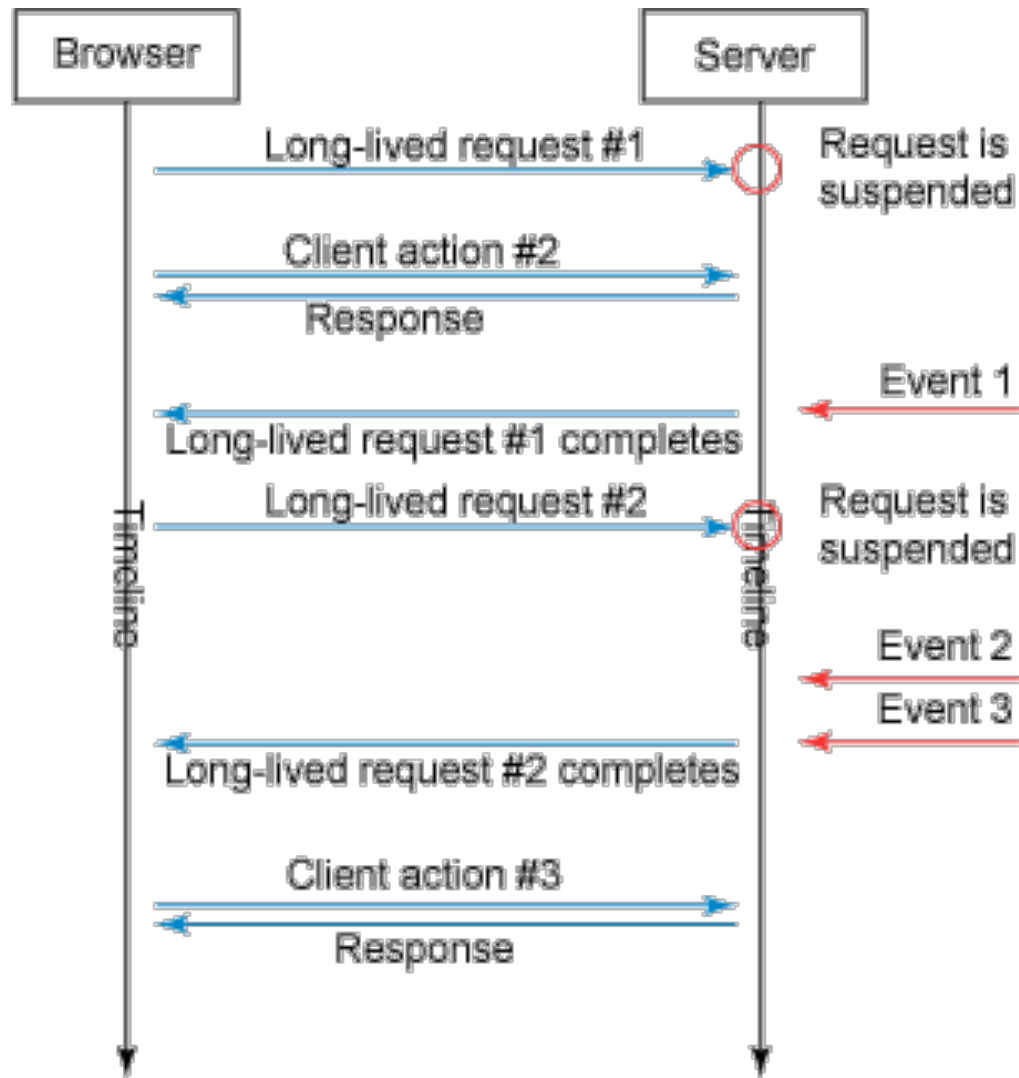 Browser
Server
Long-lived request #1
Request is
suspended
Client action #2
Response
Event 1
Long-lived request #1 completes
Long-lived request #2
Request is
suspended
Timeline
Timeline
Event 2
Event 3
Long-lived request #2 completes
Client action #3
Response